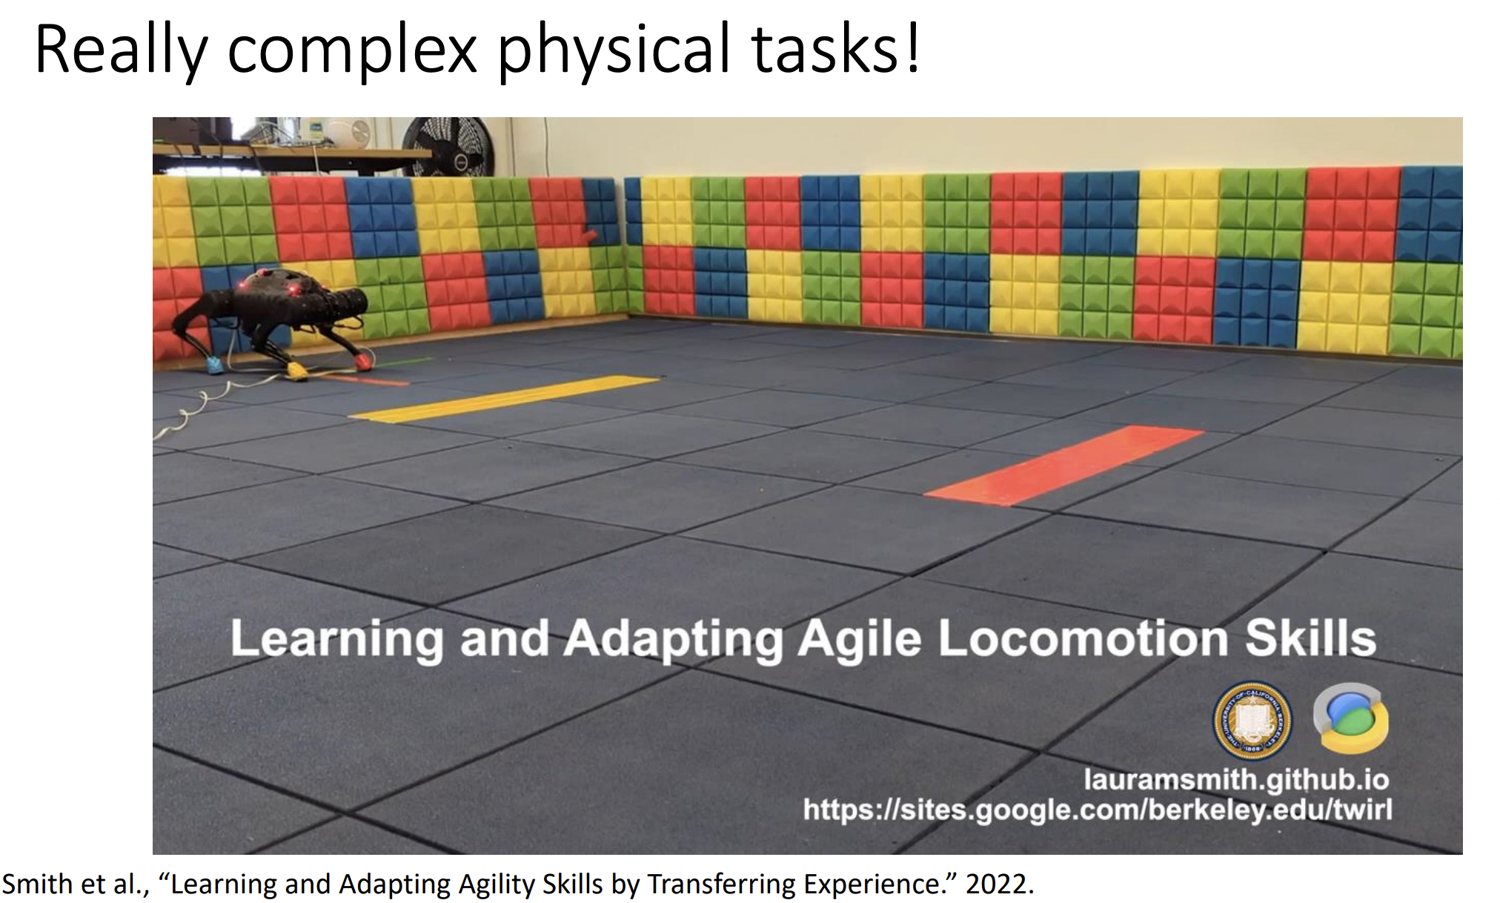 Really complex physical tasks!
Learning and Adapting Agile Locomotion Skills
lauramsmith.github.io
https://sites.google.com/berkeley.edu/twirl
Smith et al., “Learning and Adapting Agility Skills by Transferring Experience.” 2022.